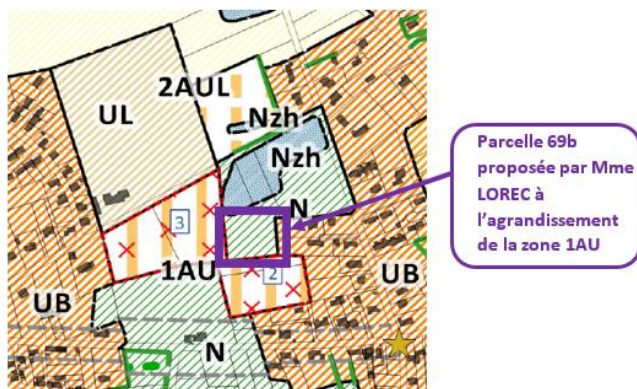 2AUL
UL
Nzh
Nzh
Parcelle 69b
proposée par Mme
LOREC à
l'agrandissement
de la zone 1AU
N
3
1AU
2
UB
UB
N